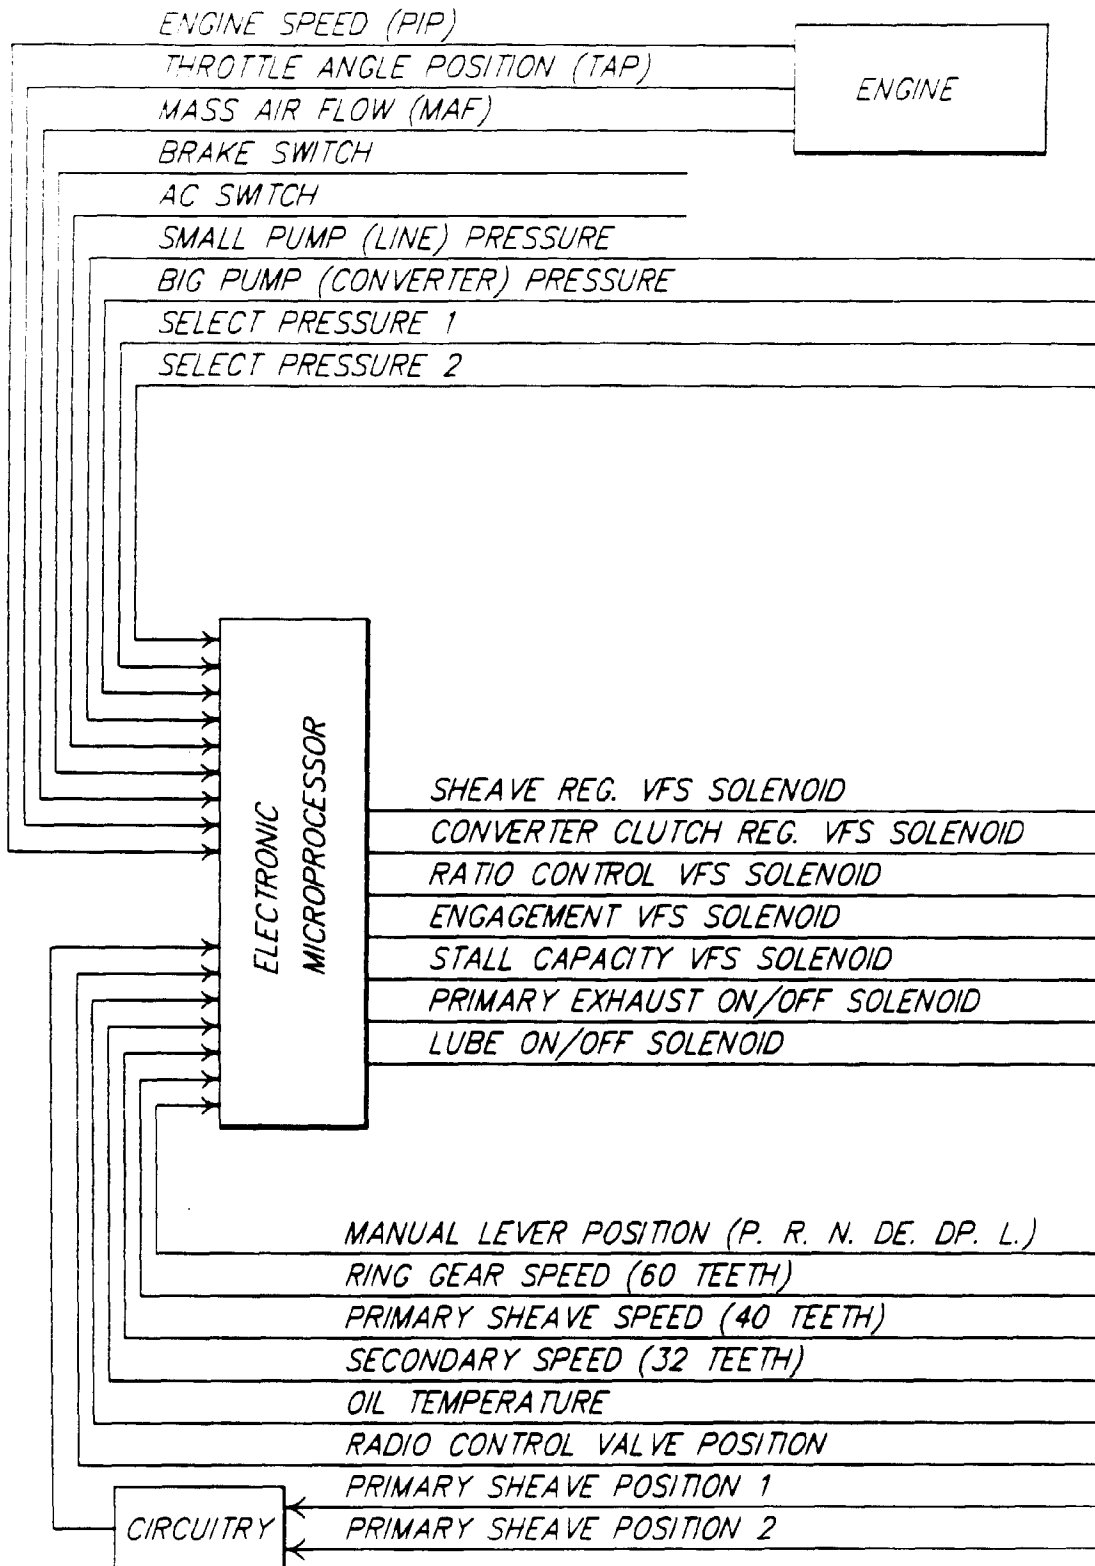 ENGINE SPEED (PIP)
THROTTLE ANGLE POSITION (TAP)
ENGINE
MASS AIR FLOW (MAF)
BRAKE SWITCH
AC SWITCH
SMALL PUMP (LINE) PRESSURE
BIG PUMP (CONVERTER) PRESSURE
SELECT PRESSURE 1
SELECT PRESSURE 2
ELECTRONIC
MICROPROCESSOR
SHEAVE REG. VFS SOLENOID
CONVERTER CLUTCH REG. VFS SOLENOID
RATIO CONTROL VFS SOLENOID
ENGAGEMENT VFS SOLENOID
STALL CAPACITY VFS SOLENOID
PRIMARY EXHAUST ON/OFF SOLENOID
LUBE ON/OFF SOLENOID
MANUAL LEVER POSITION (P. R. N. DE. DP. L.)
RING GEAR SPEED (60 TEETH)
PRIMARY SHEAVE SPEED (40 TEETH)
SECONDARY SPEED (32 TEETH)
OIL TEMPERATURE
RADIO CONTROL VALVE POSITION
PRIMARY SHEAVE POSITION 1
CIRCUITRY
PRIMARY SHEAVE POSITION 2